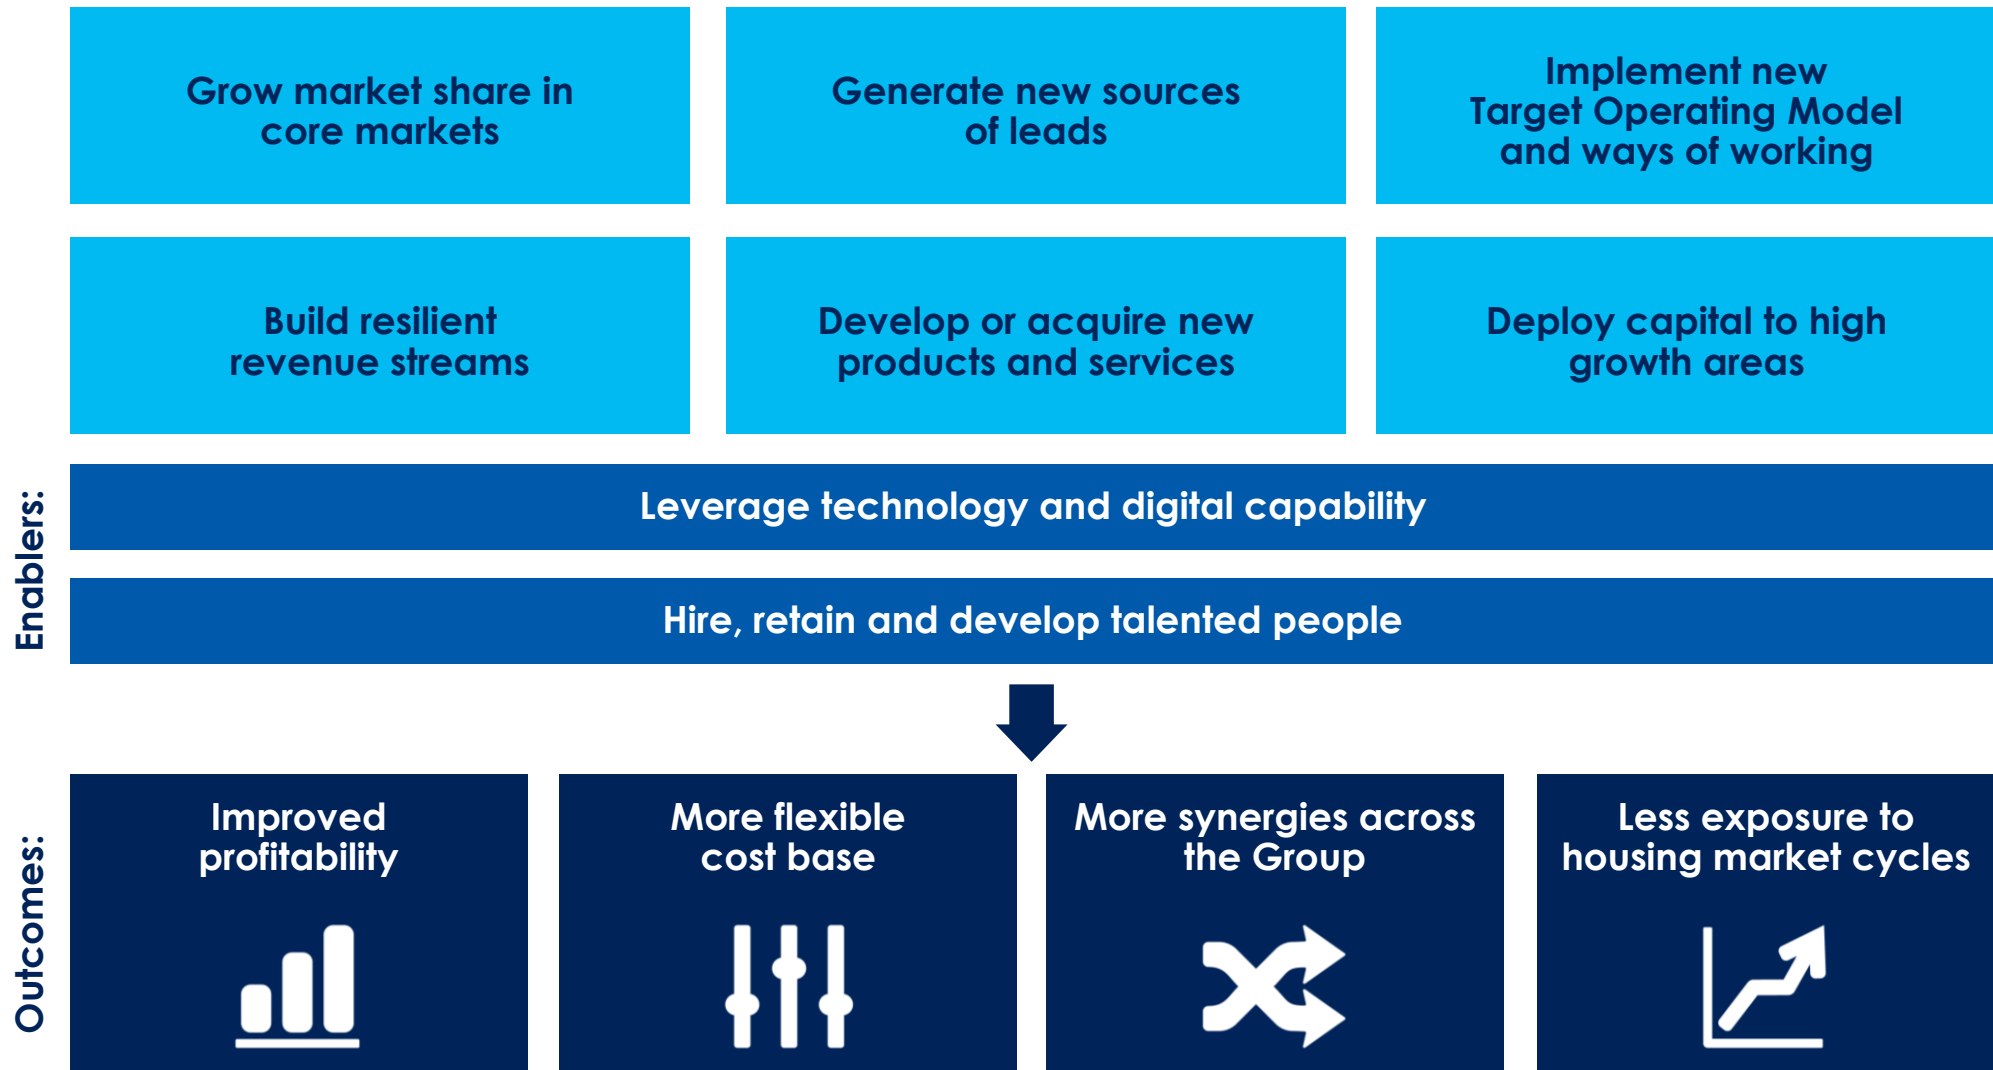 Grow market share in
core markets
Generate new sources
of leads
Implement new
Target Operating Model
and ways of working
Build resilient
revenue streams
Develop or acquire new
products and services
Deploy capital to high
growth areas
Enablers:
Leverage technology and digital capability
Hire, retain and develop talented people
Outcomes:
Improved
profitability
More flexible
cost base
More synergies across
the Group
Less exposure to
housing market cycles